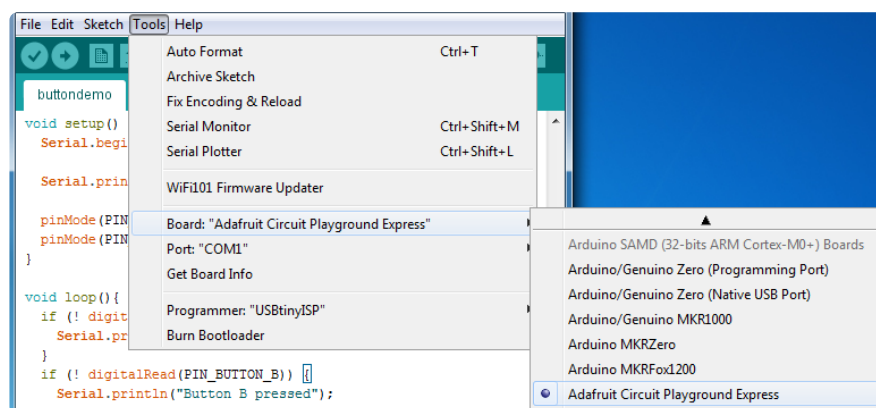 File Edit Sketch Tools Help
Auto Format Ctrl+T
Archive Sketch
Fix Encoding & Reload
Serial Monitor Ctrl+Shift+M
Serial Plotter Ctrl+Shift+L
WiFi101 Firmware Updater
Board: "Adafruit Circuit Playground Express"
Port: "COM1"
Get Board Info
Programmer: "USBtinyISP"
Burn Bootloader
Arduino SAMD (32-bits ARM Cortex-M0+) Boards
Arduino/Genuino Zero (Programming Port)
Arduino/Genuino Zero (Native USB Port)
Arduino/Genuino MKR1000
Arduino MKRZero
Arduino MKRFox1200
Adafruit Circuit Playground Express
buttondemo
void setup()
Serial.begi
Serial.prin
pinMode(PIN
pinMode(PIN
}
void loop(){
if (! digit
Serial.pr
}
if (! digitalRead(PIN_BUTTON_B)) {
Serial.println("Button B pressed");